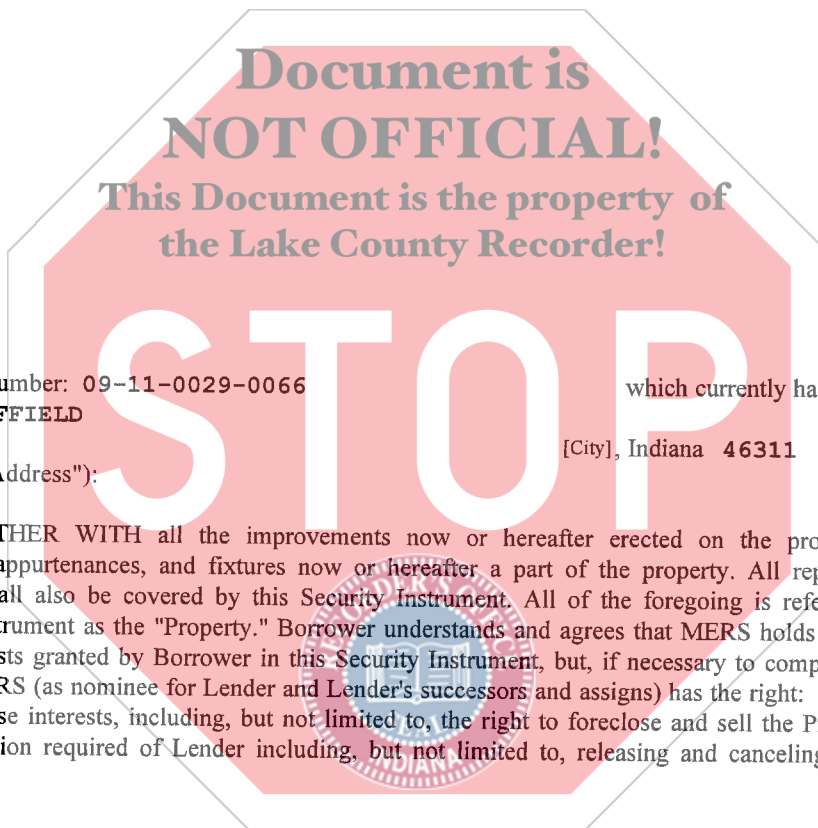 Document is
NOT OFFICIAL!
This Document is the property of
the Lake County Recorder!
STOP
umber: 09-11-0029-0066 which currently ha
FFIELD
[City], Indiana 46311
Address"):
THER WITH all the improvements now or hereafter erected on the pro
appurtenances, and fixtures now or hereafter a part of the property. All rep
all also be covered by this Security Instrument. All of the foregoing is refe
trument as the "Property." Borrower understands and agrees that MERS holds
sts granted by Borrower in this Security Instrument, but, if necessary to comp
RS (as nominee for Lender and Lender's successors and assigns) has the right:
se interests, including, but not limited to, the right to foreclose and sell the P
ion required of Lender including, but not limited to, releasing and canceling
SEAL
INDIANA